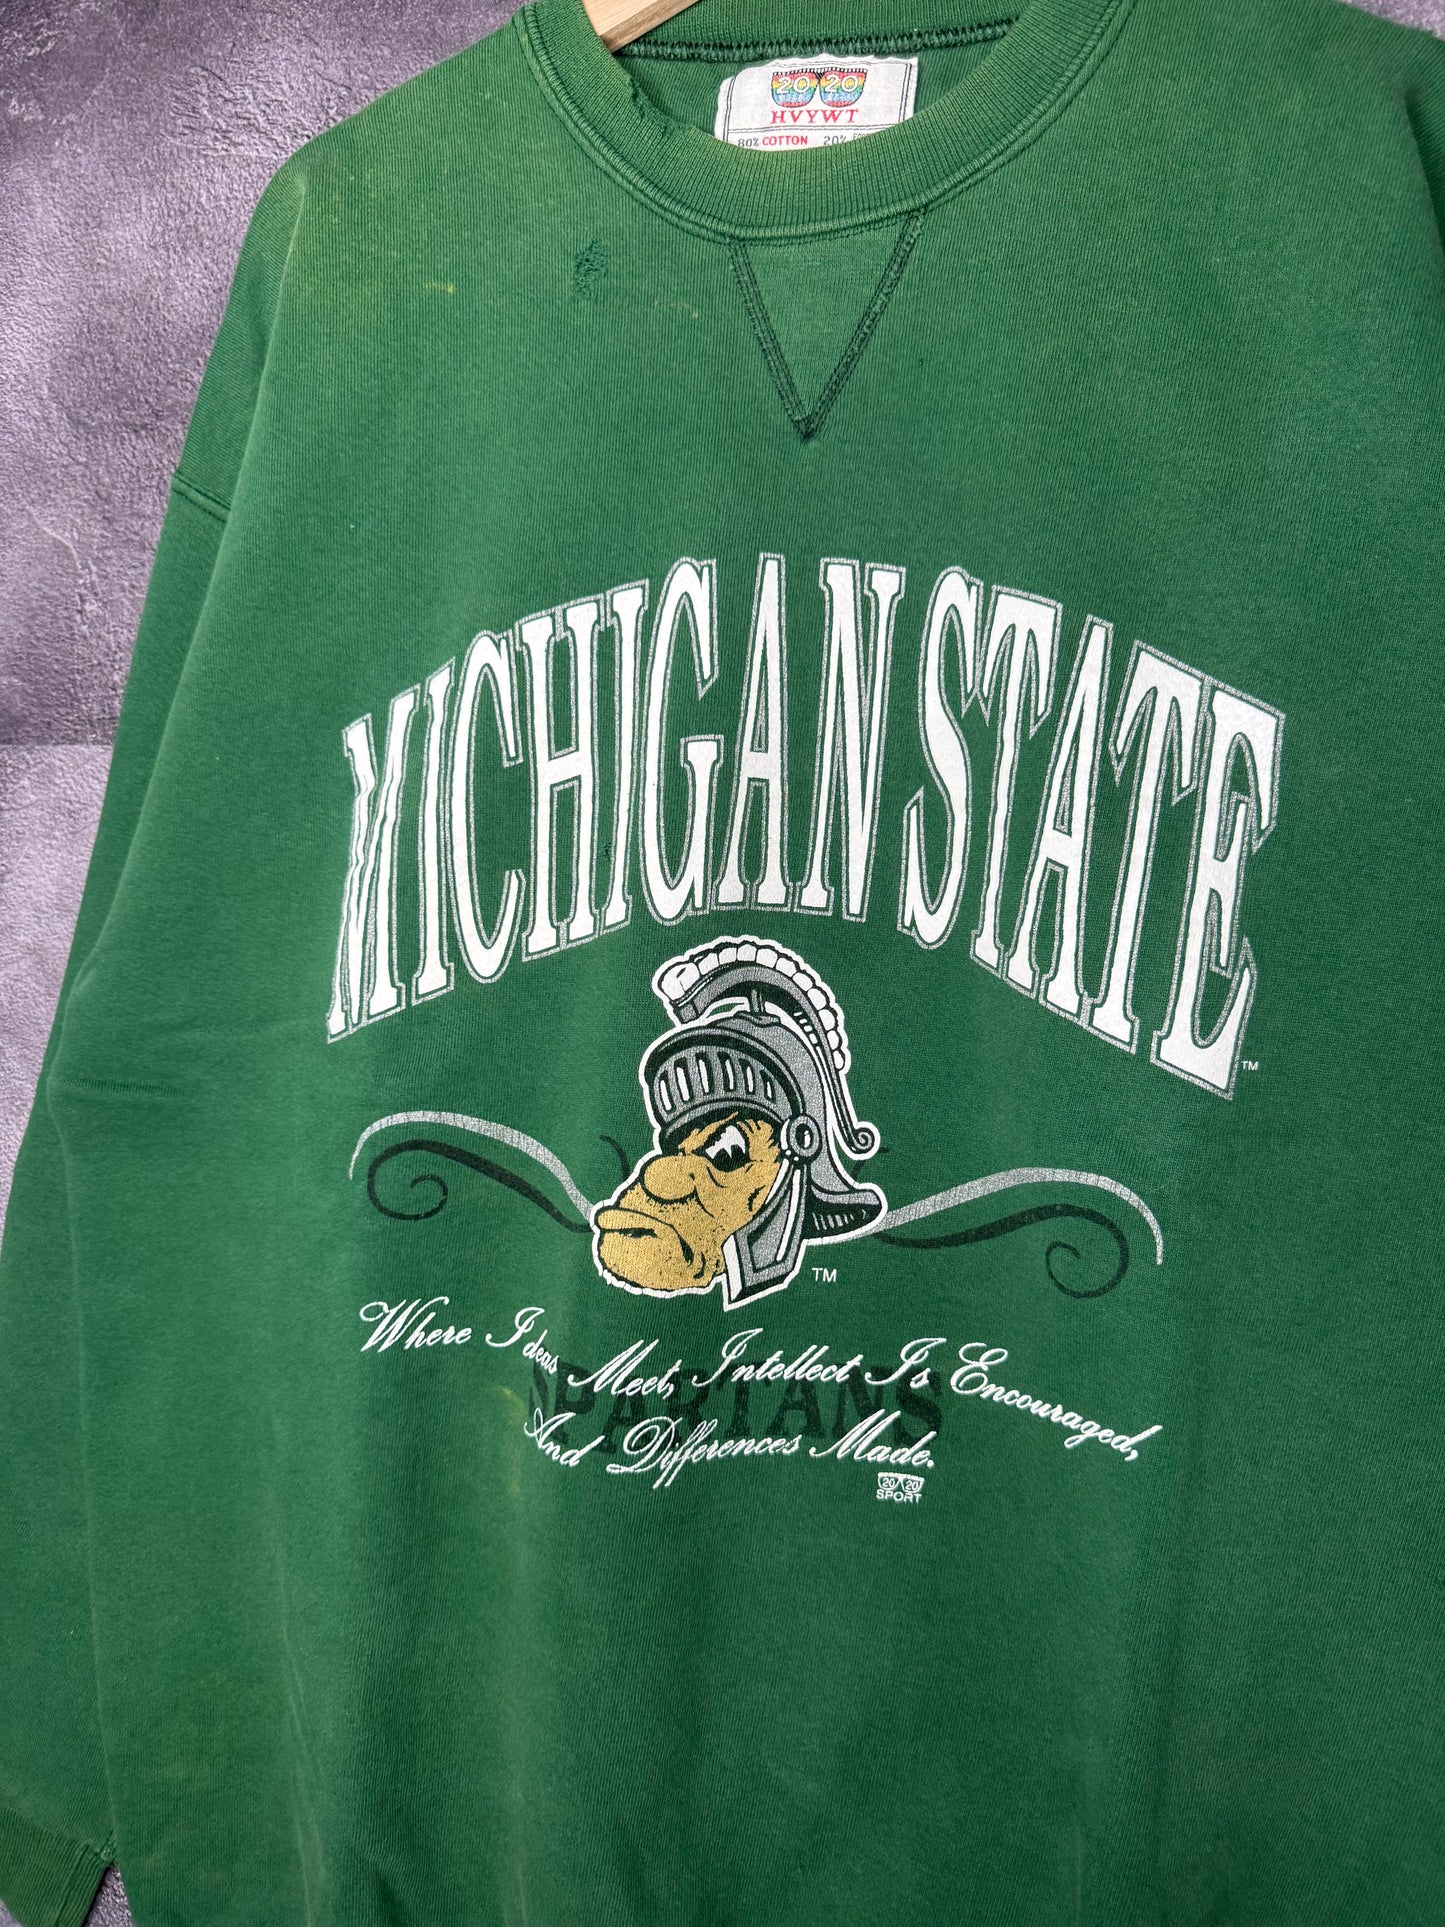 20 20
HVYWT
80% COTTON 20%
MICHIGAN STATE
TM
TM
Where Ideas Meet, Intellect Is Encouraged,
SPARTANS
And Differences Made.
20 20
SPORT